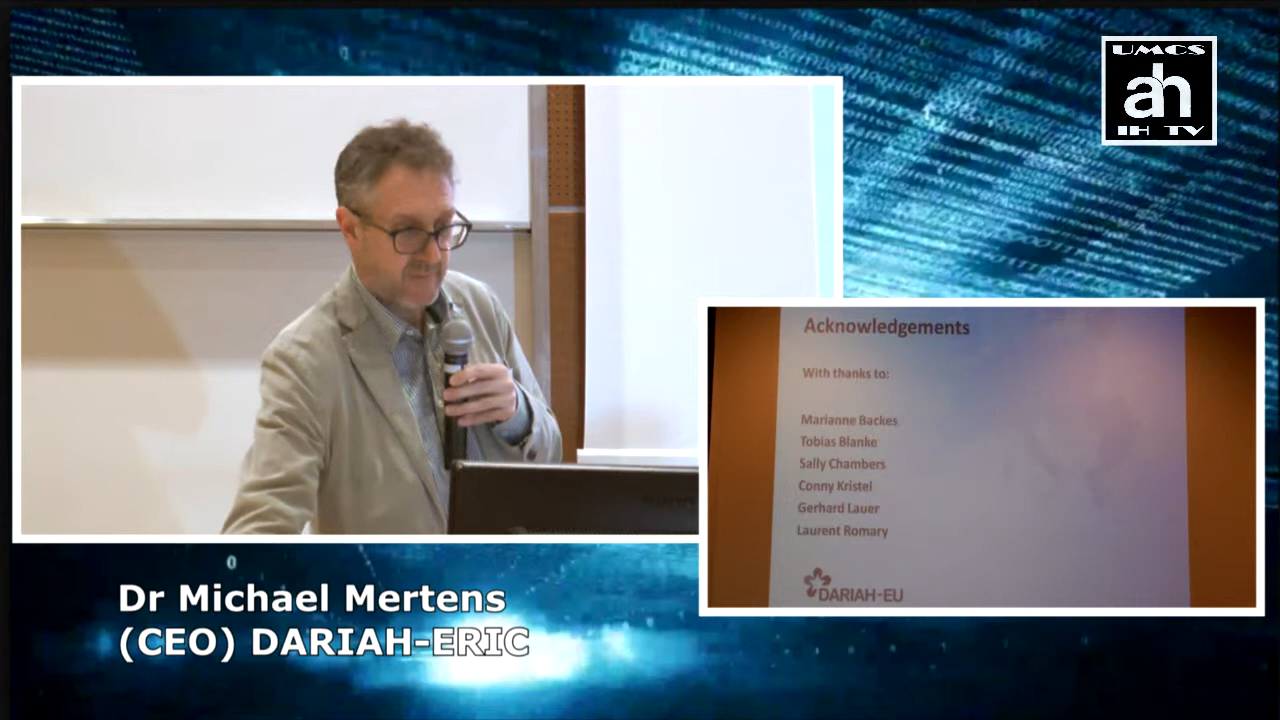 UMCS
ah
IH TV
Acknowledgements
With thanks to:
Marianne Backes
Tobias Blanke
Sally Chambers
Conny Kristel
Gerhard Lauer
Laurent Romary
DARIAH-EU
Dr Michael Mertens
(CEO) DARIAH-ERIC